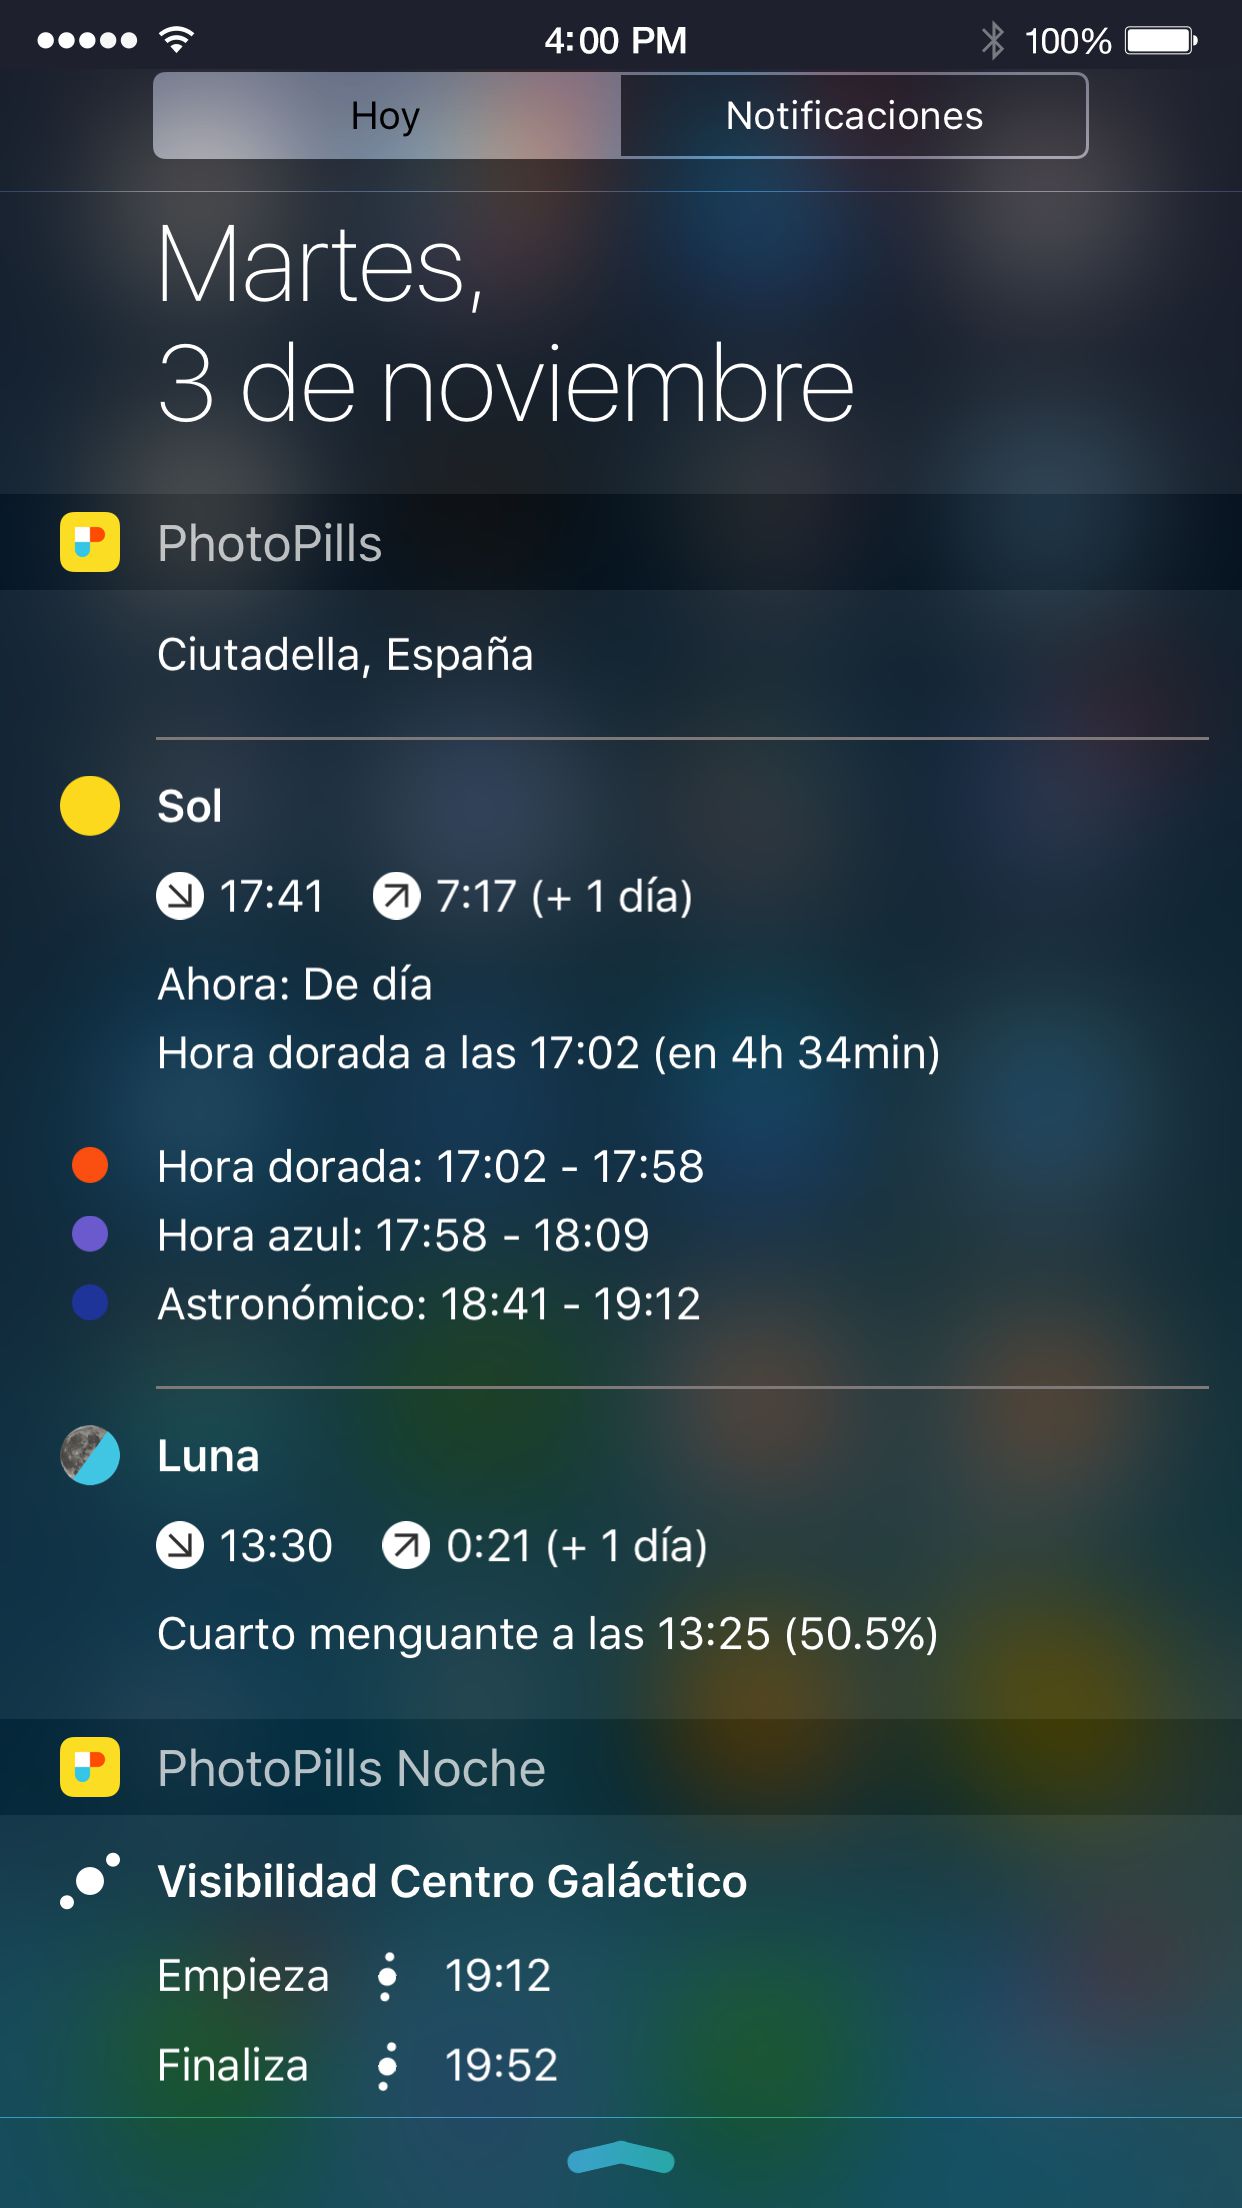 4:00 PM 100%
Hoy Notificaciones
Martes,
3 de noviembre
PhotoPills
Ciutadella, España
Sol
17:41 7:17 (+ 1 día)
Ahora: De día
Hora dorada a las 17:02 (en 4h 34min)
Hora dorada: 17:02 - 17:58
Hora azul: 17:58 - 18:09
Astronómico: 18:41 - 19:12
Luna
13:30 0:21 (+ 1 día)
Cuarto menguante a las 13:25 (50.5%)
PhotoPills Noche
Visibilidad Centro Galáctico
Empieza 19:12
Finaliza 19:52